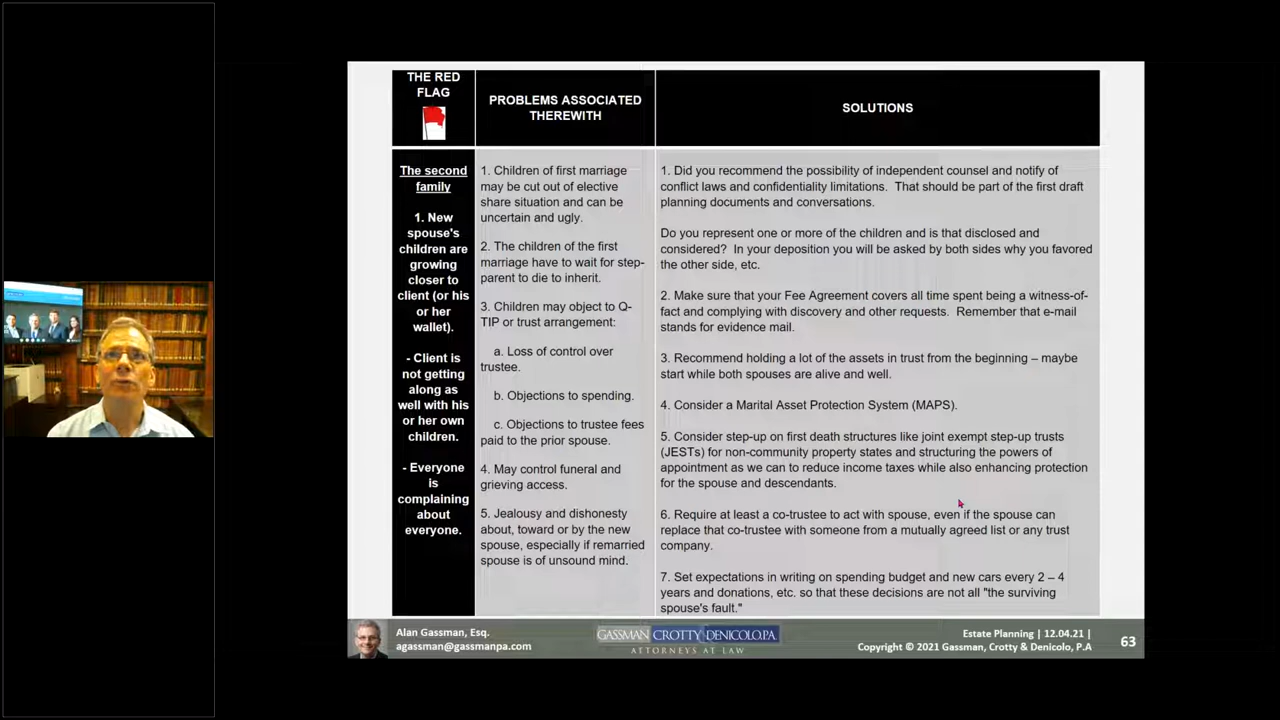 THE RED
FLAG
PROBLEMS ASSOCIATED
THEREWITH
SOLUTIONS
The second
family
1. New
spouse's
children are
growing
closer to
client (or his
or her
wallet).
- Client is
not getting
along as
well with his
or her own
children.
- Everyone
is
complaining
about
everyone.
1. Children of first marriage
may be cut out of elective
share situation and can be
uncertain and ugly.
2. The children of the first
marriage have to wait for step-
parent to die to inherit.
3. Children may object to Q-
TIP or trust arrangement:
a. Loss of control over
trustee.
b. Objections to spending.
c. Objections to trustee fees
paid to the prior spouse.
4. May control funeral and
grieving access.
5. Jealousy and dishonesty
about, toward or by the new
spouse, especially if remarried
spouse is of unsound mind.
1. Did you recommend the possibility of independent counsel and notify of
conflict laws and confidentiality limitations. That should be part of the first draft
planning documents and conversations.
Do you represent one or more of the children and is that disclosed and
considered? In your deposition you will be asked by both sides why you favored
the other side, etc.
2. Make sure that your Fee Agreement covers all time spent being a witness-of-
fact and complying with discovery and other requests. Remember that e-mail
stands for evidence mail.
3. Recommend holding a lot of the assets in trust from the beginning – maybe
start while both spouses are alive and well.
4. Consider a Marital Asset Protection System (MAPS).
5. Consider step-up on first death structures like joint exempt step-up trusts
(JESTs) for non-community property states and structuring the powers of
appointment as we can to reduce income taxes while also enhancing protection
for the spouse and descendants.
6. Require at least a co-trustee to act with spouse, even if the spouse can
replace that co-trustee with someone from a mutually agreed list or any trust
company.
7. Set expectations in writing on spending budget and new cars every 2 – 4
years and donations, etc. so that these decisions are not all "the surviving
spouse's fault."
Alan Gassman, Esq.
agassman@gassmanpa.com
GASSMAN CROTTY DENICOLO, P.A.
ATTORNEYS AT LAW
Estate Planning | 12.04.21 |
Copyright © 2021 Gassman, Crotty & Denicolo, P.A
63